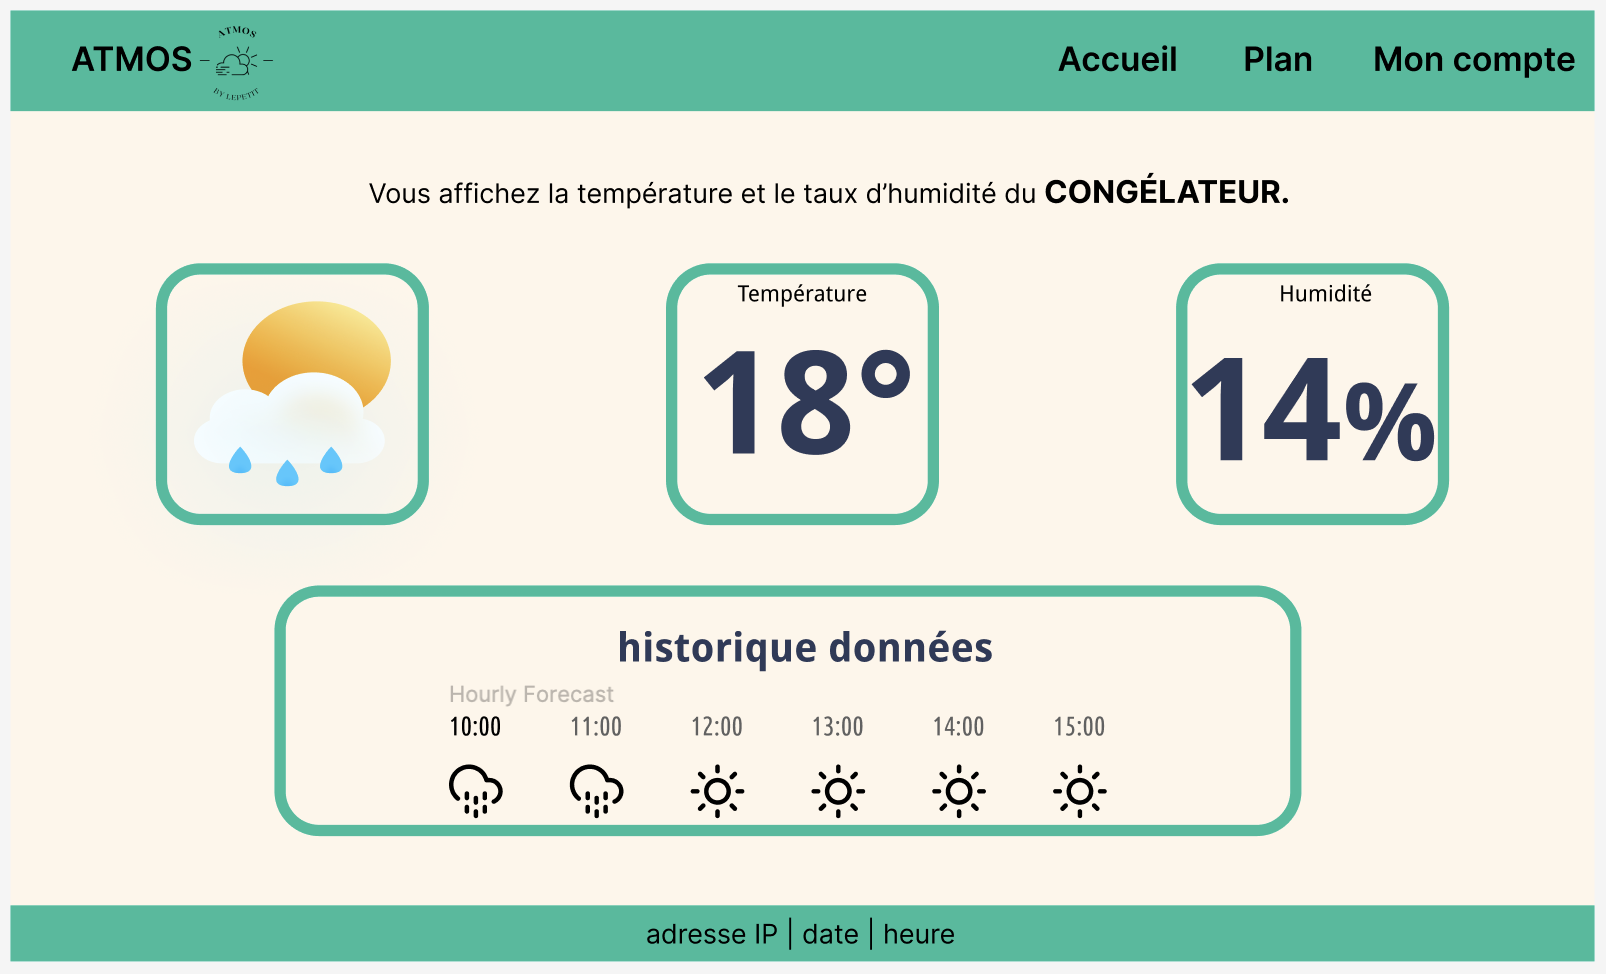 ATMOS
ATMOS
BY LEPETIT
Accueil Plan Mon compte
Vous affichez la température et le taux d’humidité du CONGÉLATEUR.
Température
18°
Humidité
14%
historique données
Hourly Forecast
10:00 11:00 12:00 13:00 14:00 15:00
adresse IP | date | heure